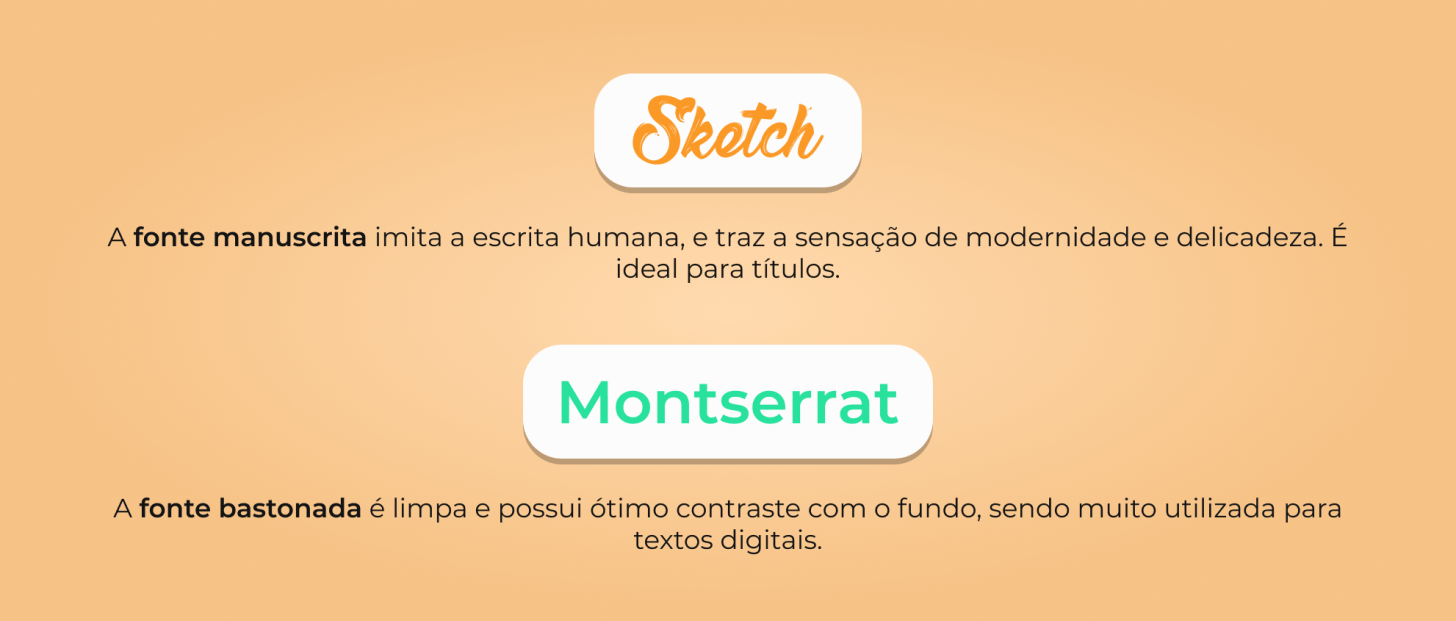 Sketch
A fonte manuscrita imita a escrita humana, e traz a sensação de modernidade e delicadeza. É
ideal para títulos.
Montserrat
A fonte bastonada é limpa e possui ótimo contraste com o fundo, sendo muito utilizada para
textos digitais.